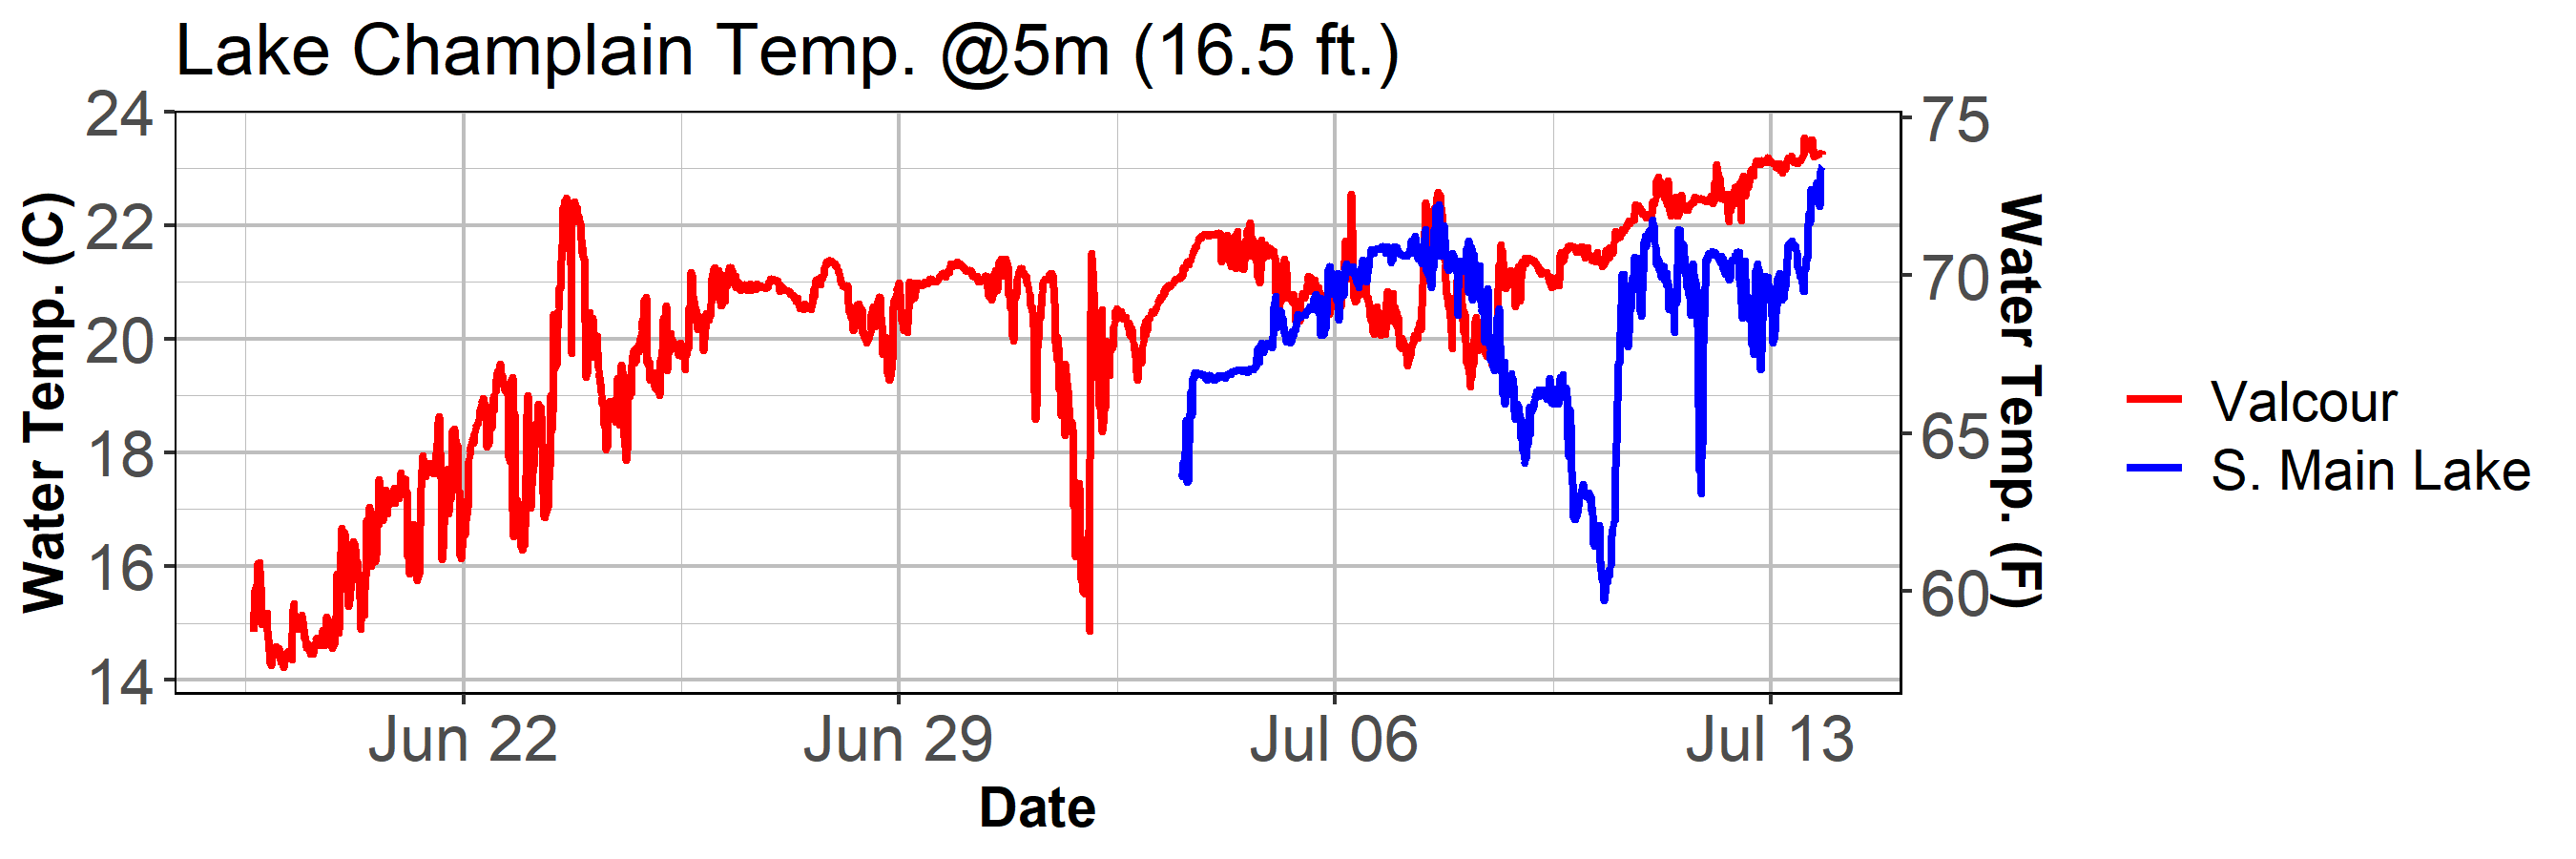 Lake Champlain Temp. @5m (16.5 ft.)
Water Temp. (C)
24
22
20
18
16
14
75
70
65
60
Water Temp. (F)
Jun 22
Jun 29
Jul 06
Jul 13
Date
Valcour
S. Main Lake